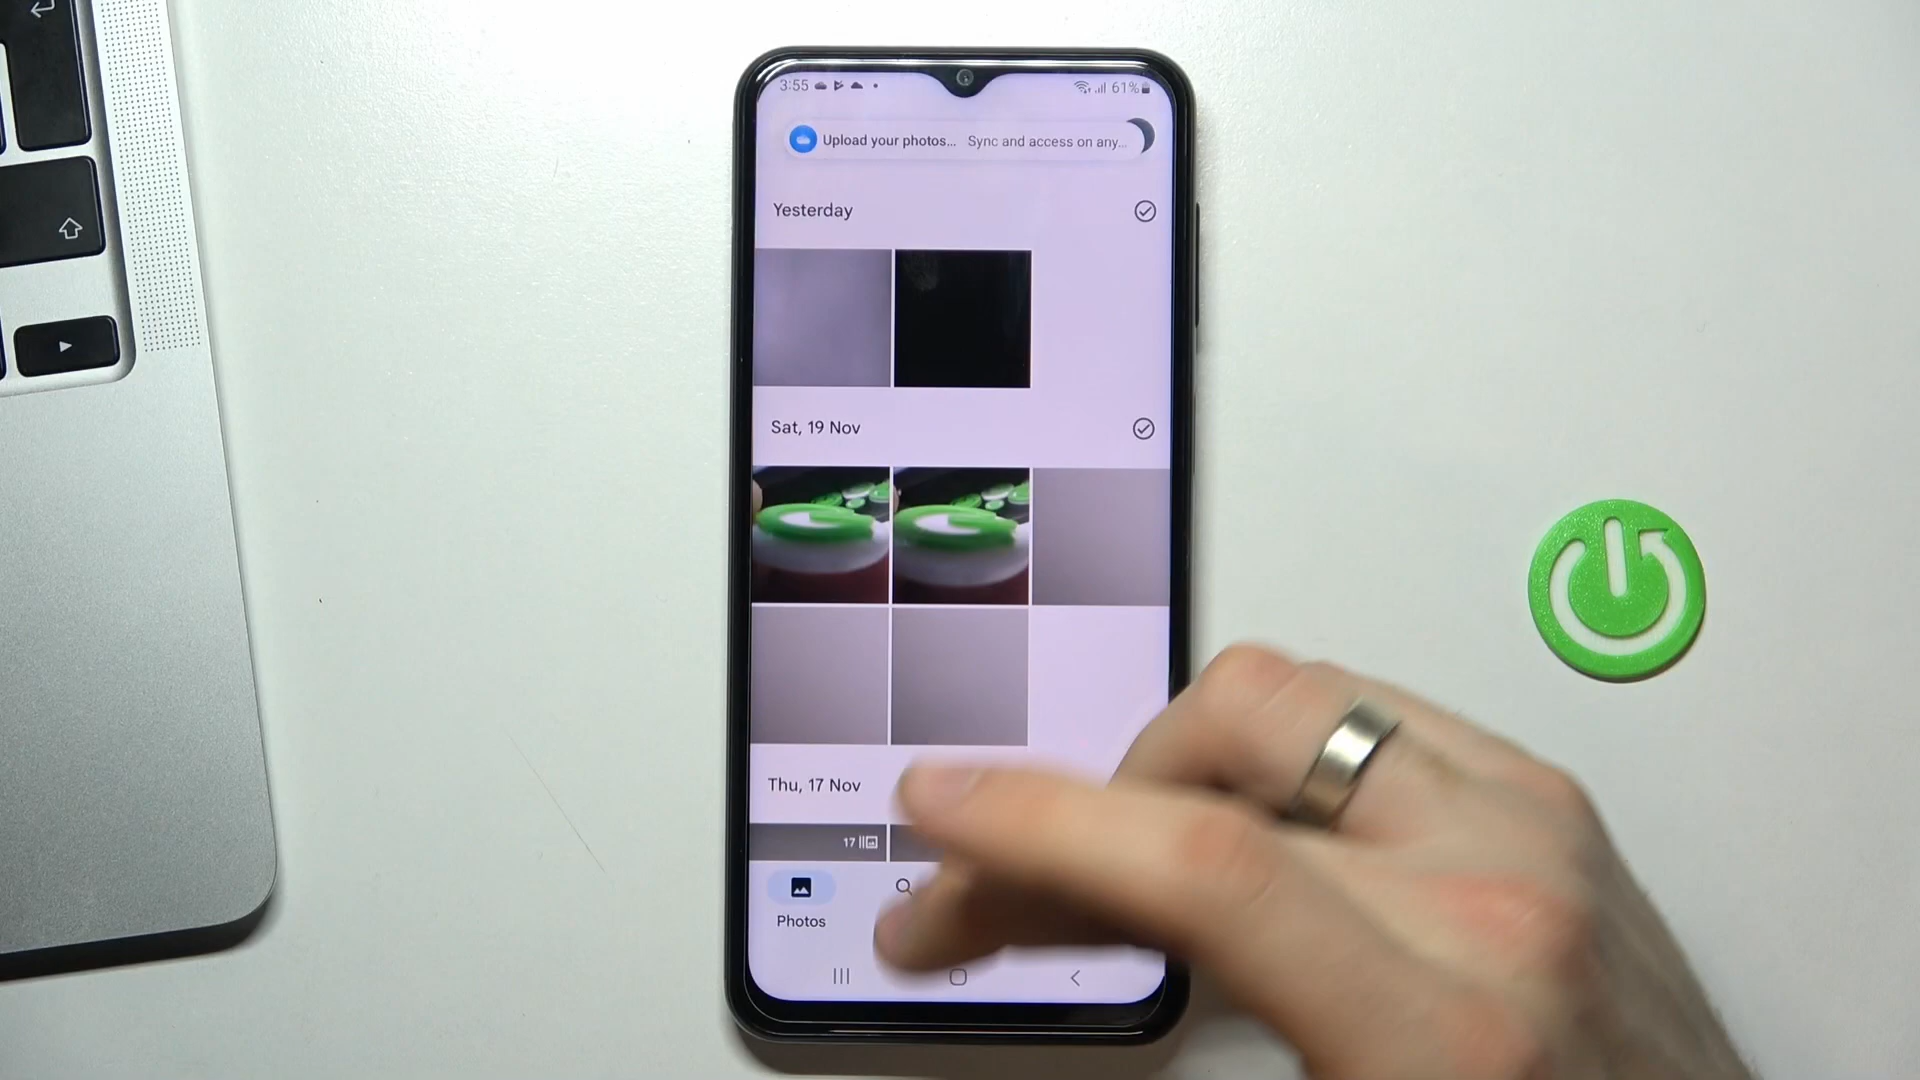 3:55 61%
Upload your photos... Sync and access on any...
Yesterday
Sat, 19 Nov
Thu, 17 Nov
17
Photos